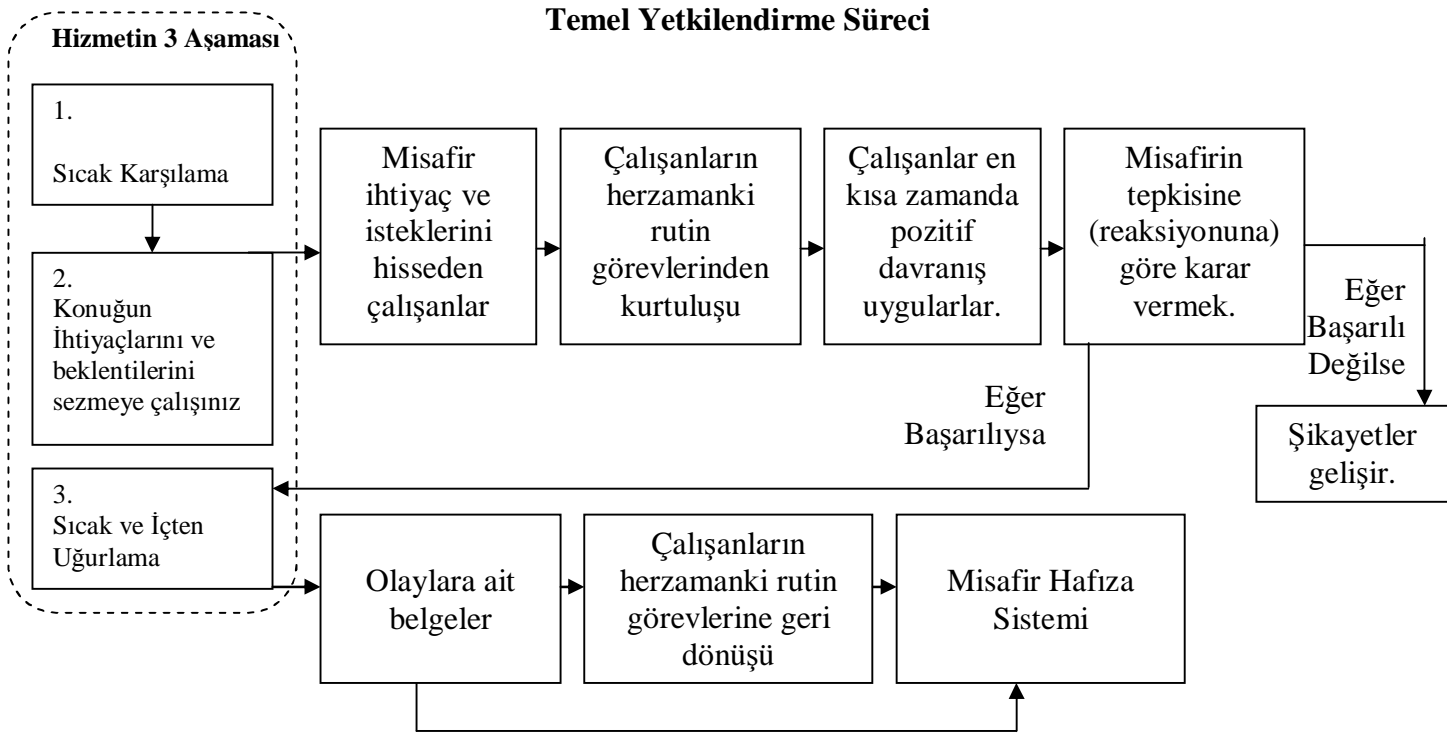 Temel Yetkilendirme Süreci
Hizmetin 3 Aşaması
1.
Sıcak Karşılama
2.
Konuğun
İhtiyaçlarını ve
beklentilerini
sezmeye çalışınız
3.
Sıcak ve İçten
Uğurlama
Misafir
ihtiyaç ve
isteklerini
hisseden
çalışanlar
Çalışanların
herzamanki
rutin
görevlerinden
kurtuluşu
Çalışanlar en
kısa zamanda
pozitif
davranış
uygularlar.
Misafirin
tepkisine
(reaksiyonuna)
göre karar
vermek.
Eğer
Başarılı
Değilse
Eğer
Başarılıysa
Şikayetler
gelişir.
Olaylara ait
belgeler
Çalışanların
herzamanki rutin
görevlerine geri
dönüşü
Misafir Hafıza
Sistemi